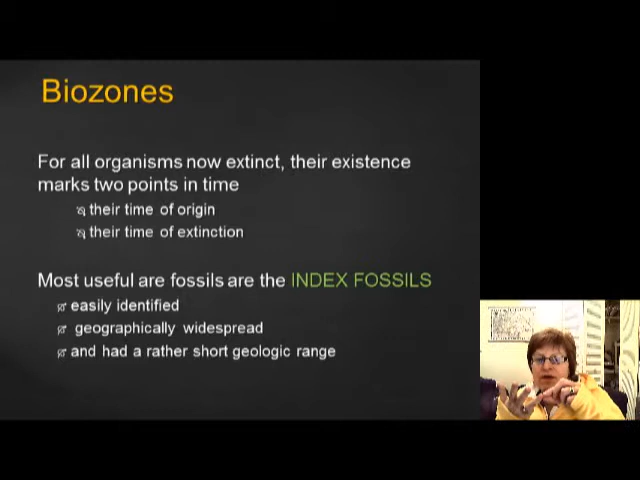 Biozones
For all organisms now extinct, their existence
marks two points in time
their time of origin
their time of extinction
Most useful are fossils are the INDEX FOSSILS
easily identified
geographically widespread
and had a rather short geologic range